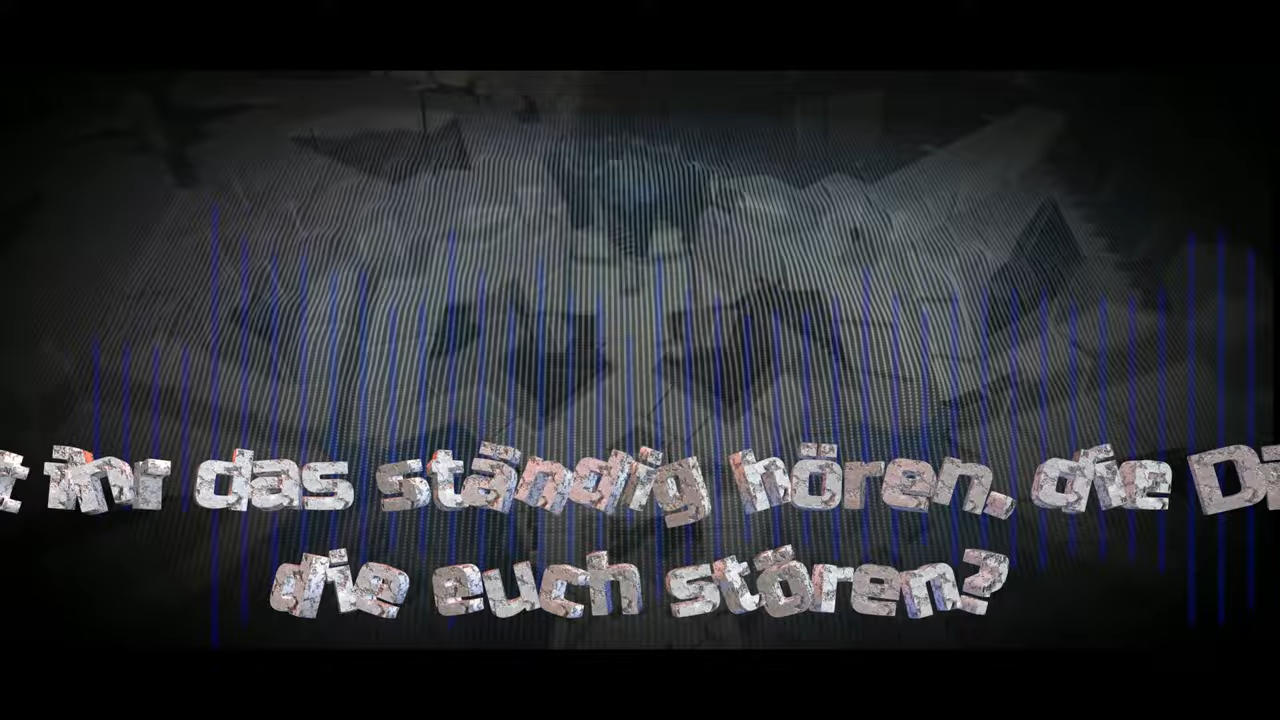 ihr das ständig hören, die
die euch stören?